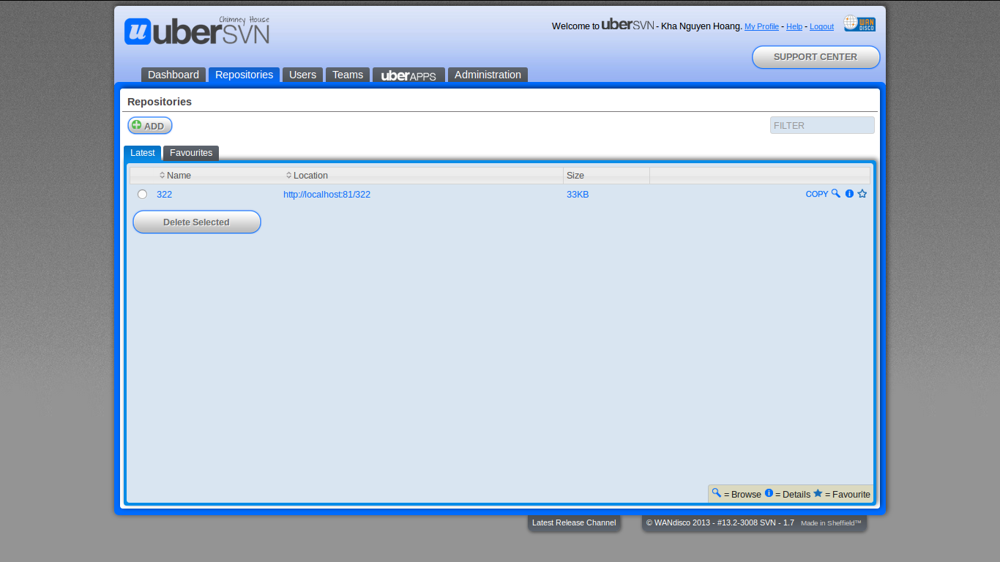 Chimney House
u uberSVN
Welcome to uberSVN - Kha Nguyen Hoang. My Profile - Help - Logout
WAN DISCO
SUPPORT CENTER
Dashboard Repositories Users Teams uberAPPS Administration
Repositories
ADD FILTER
Latest Favourites
Name Location Size
322 http://localhost:81/322 33KB COPY
Delete Selected
= Browse = Details = Favourite
Latest Release Channel © WANdisco 2013 - #13.2-3008 SVN - 1.7 Made in Sheffield™